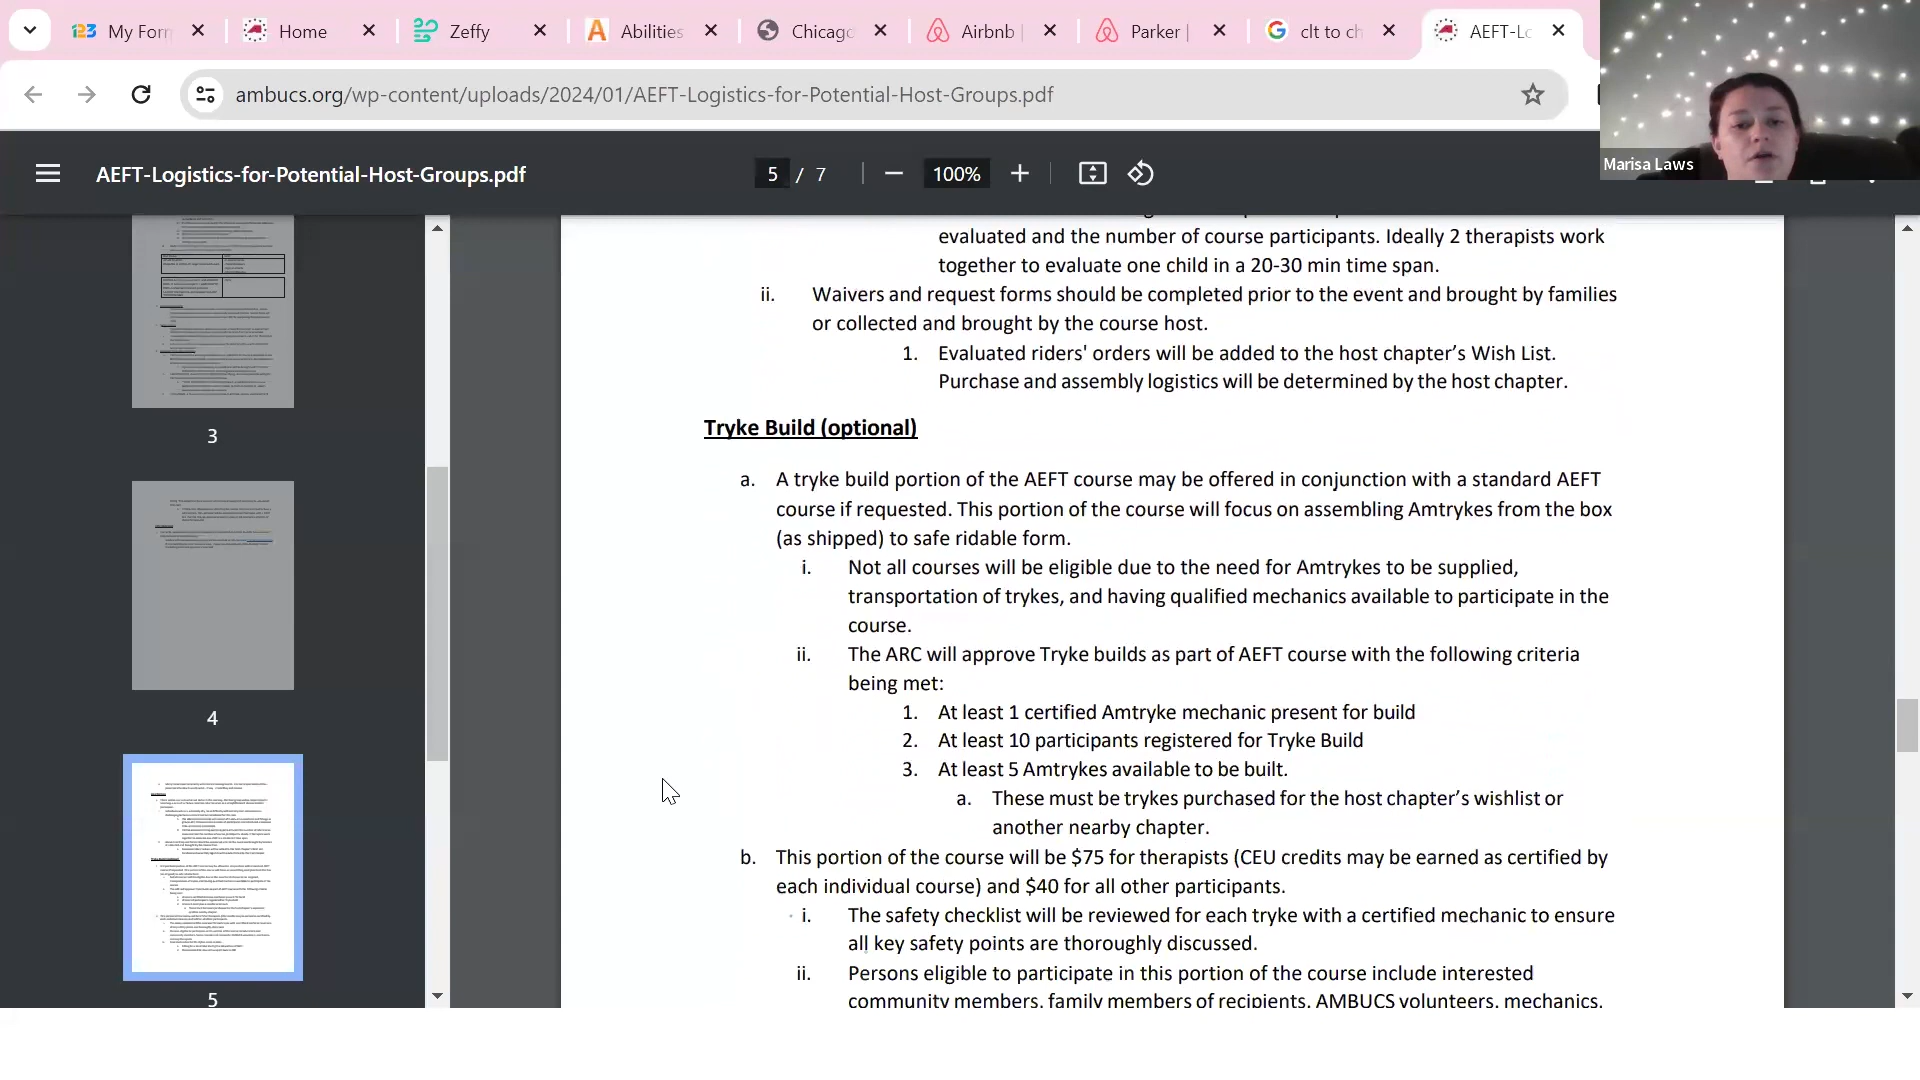 My For
Home
Zeffy
Abilities
Chicago
Airbnb |
Parker |
clt to ch
AEFT-Lo
ambucs.org/wp-content/uploads/2024/01/AEFT-Logistics-for-Potential-Host-Groups.pdf
Marisa Laws
AEFT-Logistics-for-Potential-Host-Groups.pdf
5 / 7
100%
3
4
5
evaluated and the number of course participants. Ideally 2 therapists work
together to evaluate one child in a 20-30 min time span.
ii. Waivers and request forms should be completed prior to the event and brought by families
or collected and brought by the course host.
1. Evaluated riders' orders will be added to the host chapter’s Wish List.
Purchase and assembly logistics will be determined by the host chapter.
Tryke Build (optional)
a. A tryke build portion of the AEFT course may be offered in conjunction with a standard AEFT
course if requested. This portion of the course will focus on assembling Amtrykes from the box
(as shipped) to safe ridable form.
i. Not all courses will be eligible due to the need for Amtrykes to be supplied,
transportation of trykes, and having qualified mechanics available to participate in the
course.
ii. The ARC will approve Tryke builds as part of AEFT course with the following criteria
being met:
1. At least 1 certified Amtryke mechanic present for build
2. At least 10 participants registered for Tryke Build
3. At least 5 Amtrykes available to be built.
a. These must be trykes purchased for the host chapter’s wishlist or
another nearby chapter.
b. This portion of the course will be $75 for therapists (CEU credits may be earned as certified by
each individual course) and $40 for all other participants.
i. The safety checklist will be reviewed for each tryke with a certified mechanic to ensure
all key safety points are thoroughly discussed.
ii. Persons eligible to participate in this portion of the course include interested
community members, family members of recipients, AMBUCS volunteers, mechanics,